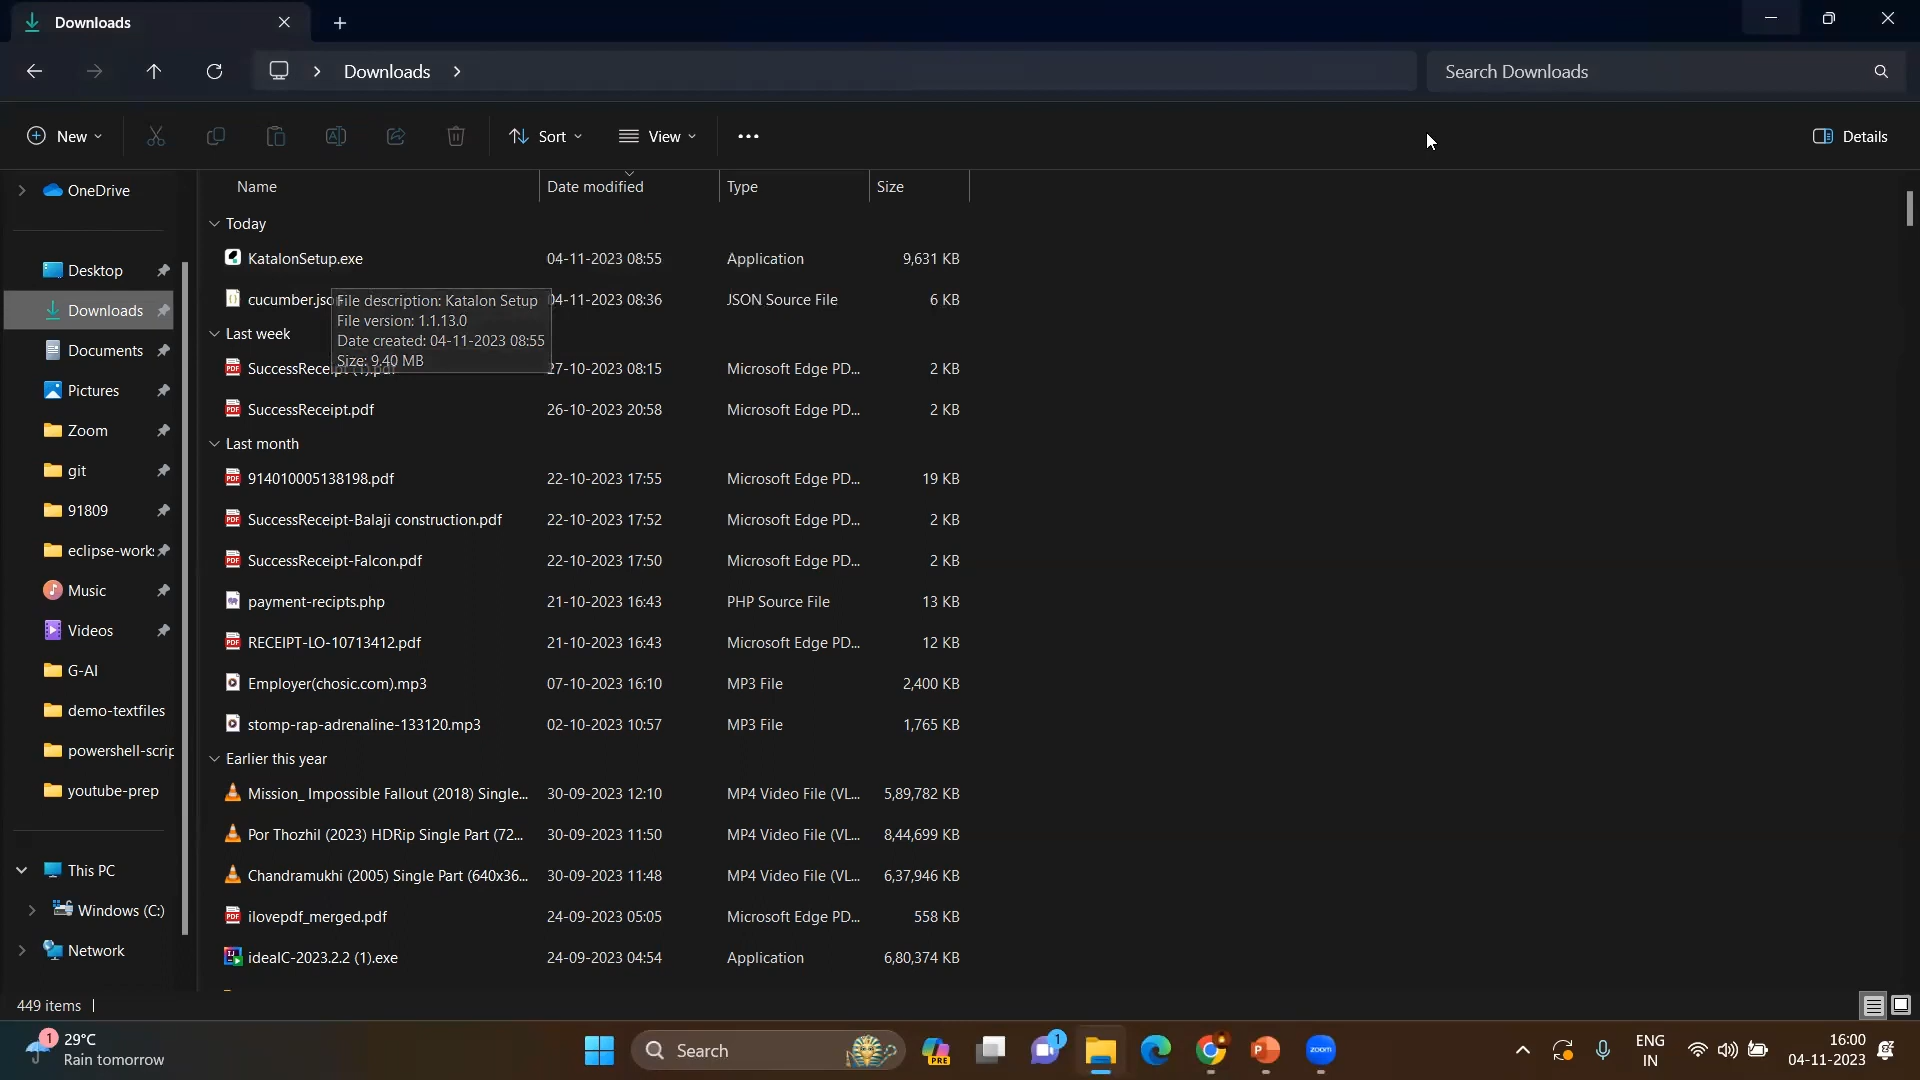 Downloads
Downloads
Search Downloads
New
Sort
View
Details
OneDrive
Desktop
Downloads
Documents
Pictures
Zoom
git
91809
eclipse-works
Music
Videos
G-AI
demo-textfiles
powershell-scrip
youtube-prep
This PC
Windows (C:)
Network
Name Date modified Type Size
Today
KatalonSetup.exe 04-11-2023 08:55 Application 9,631 KB
cucumber.jso 04-11-2023 08:36 JSON Source File 6 KB
File description: Katalon Setup
File version: 1.1.13.0
Date created: 04-11-2023 08:55
Size: 9.40 MB
Last week
SuccessReceipt (1).pdf 27-10-2023 08:15 Microsoft Edge PD... 2 KB
SuccessReceipt.pdf 26-10-2023 20:58 Microsoft Edge PD... 2 KB
Last month
914010005138198.pdf 22-10-2023 17:55 Microsoft Edge PD... 19 KB
SuccessReceipt-Balaji construction.pdf 22-10-2023 17:52 Microsoft Edge PD... 2 KB
SuccessReceipt-Falcon.pdf 22-10-2023 17:50 Microsoft Edge PD... 2 KB
payment-recipts.php 21-10-2023 16:43 PHP Source File 13 KB
RECEIPT-LO-10713412.pdf 21-10-2023 16:43 Microsoft Edge PD... 12 KB
Employer(chosic.com).mp3 07-10-2023 16:10 MP3 File 2,400 KB
stomp-rap-adrenaline-133120.mp3 02-10-2023 10:57 MP3 File 1,765 KB
Earlier this year
Mission_ Impossible Fallout (2018) Single... 30-09-2023 12:10 MP4 Video File (VL... 5,89,782 KB
Por Thozhil (2023) HDRip Single Part (72... 30-09-2023 11:50 MP4 Video File (VL... 8,44,699 KB
Chandramukhi (2005) Single Part (640x36... 30-09-2023 11:48 MP4 Video File (VL... 6,37,946 KB
ilovepdf_merged.pdf 24-09-2023 05:05 Microsoft Edge PD... 558 KB
ideaIC-2023.2.2 (1).exe 24-09-2023 04:54 Application 6,80,374 KB
449 items
1
29°C
Rain tomorrow
Search
PRE
1
zoom
ENG
IN
16:00
04-11-2023